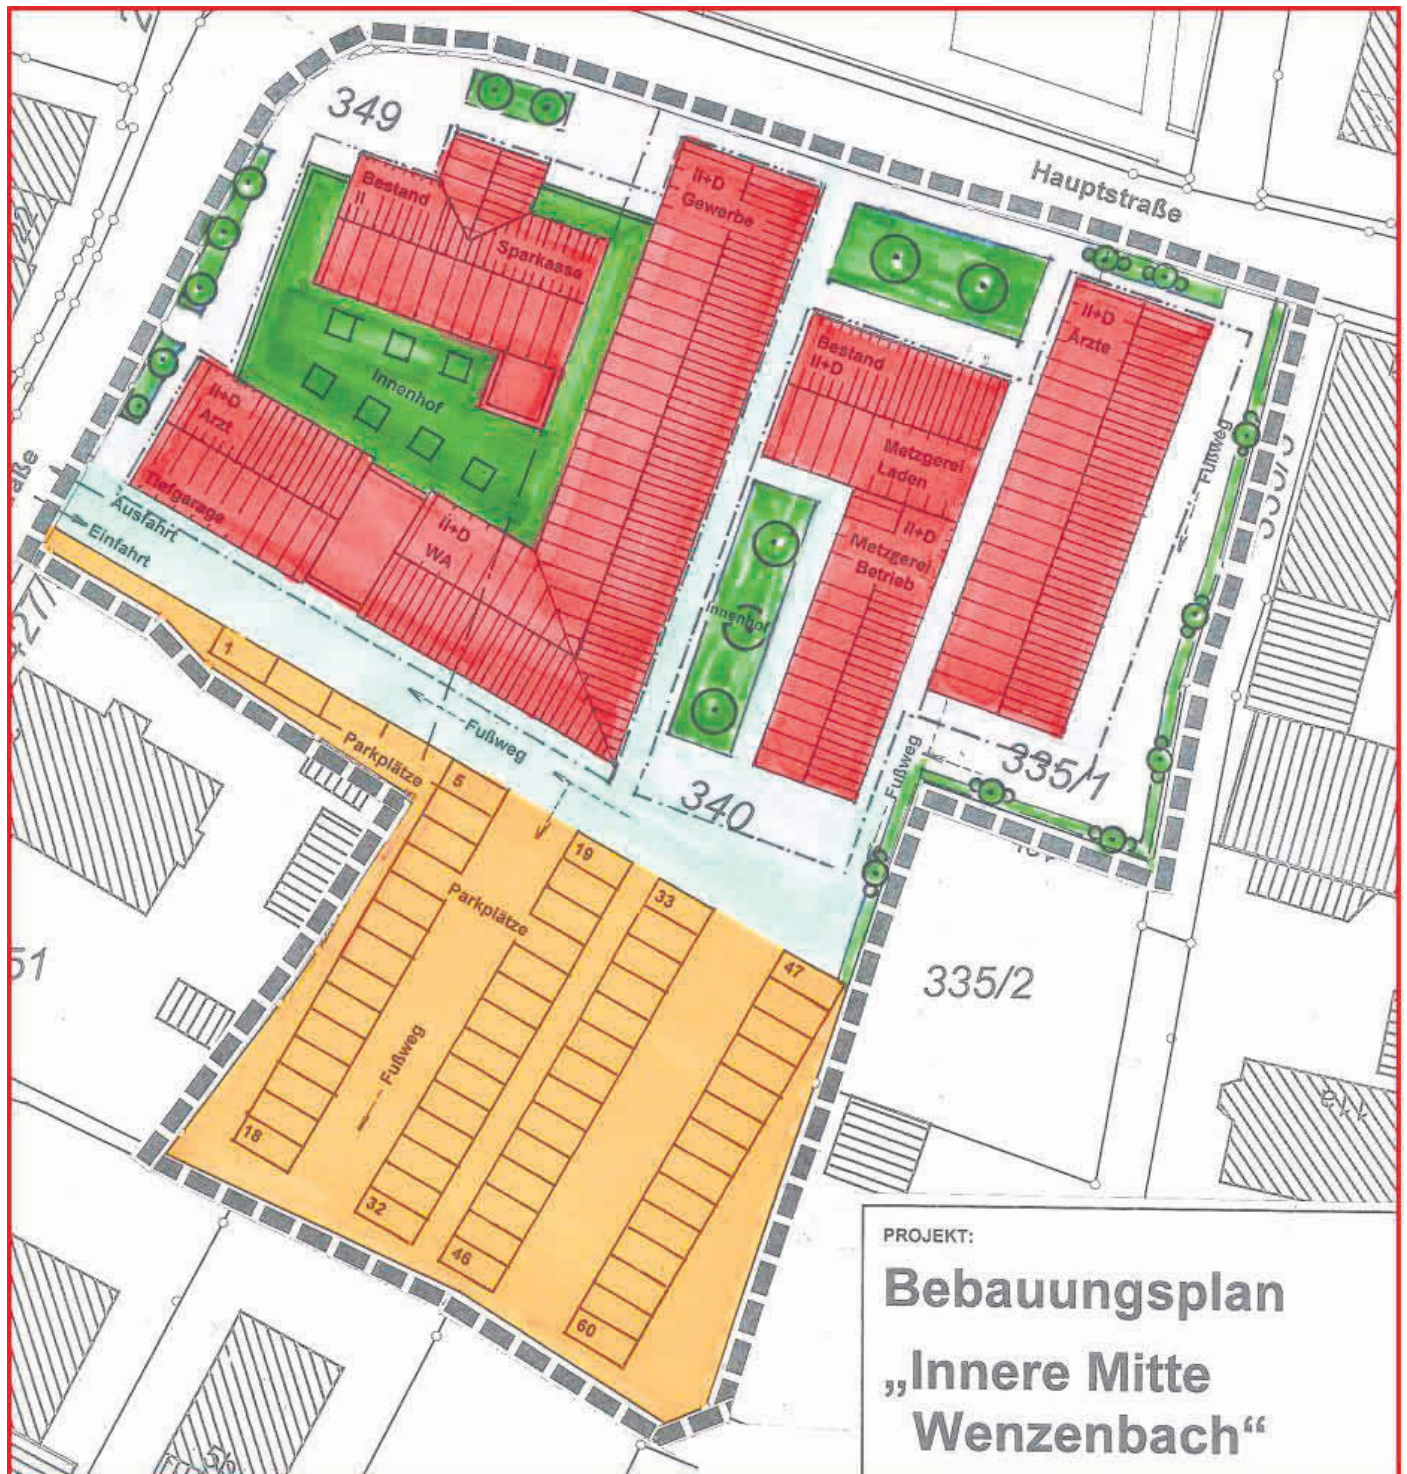 349
Hauptstraße
Bestand
II
Sparkasse
II+D
Gewerbe
II+D
Ärzte
Bestand
II+D
Metzgerei
Laden
II+D
Metzgerei
Betrieb
Innenhof
Innenhof
II+D
Arzt
Tiefgarage
II+D
WA
Ausfahrt
Einfahrt
Fußweg
Fußweg
Fußweg
Fußweg
340
335/1
335/2
51
1
Parkplätze
5
19
33
47
Parkplätze
18
32
46
60
PROJEKT:
Bebauungsplan
„Innere Mitte
Wenzenbach“